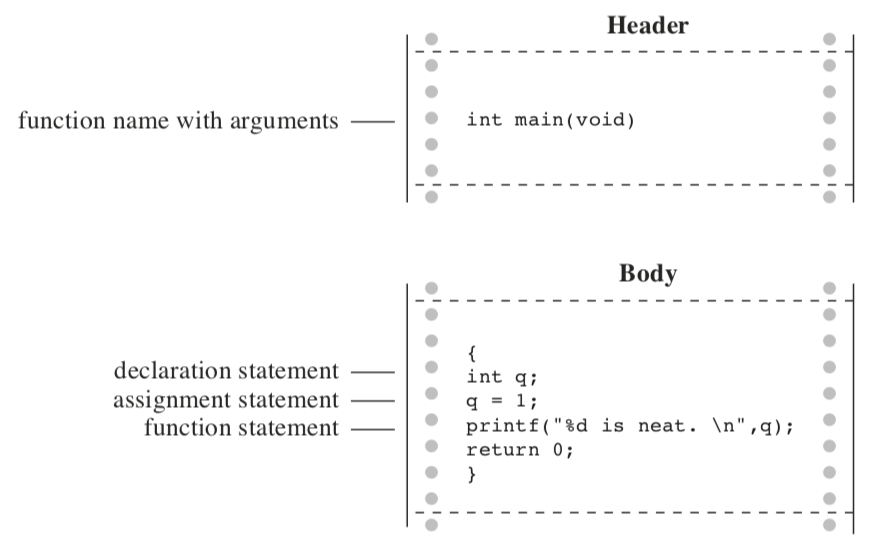 Header
function name with arguments
int main(void)
Body
{
declaration statement
int q;
assignment statement
q = 1;
function statement
printf("%d is neat. \n",q);
return 0;
}